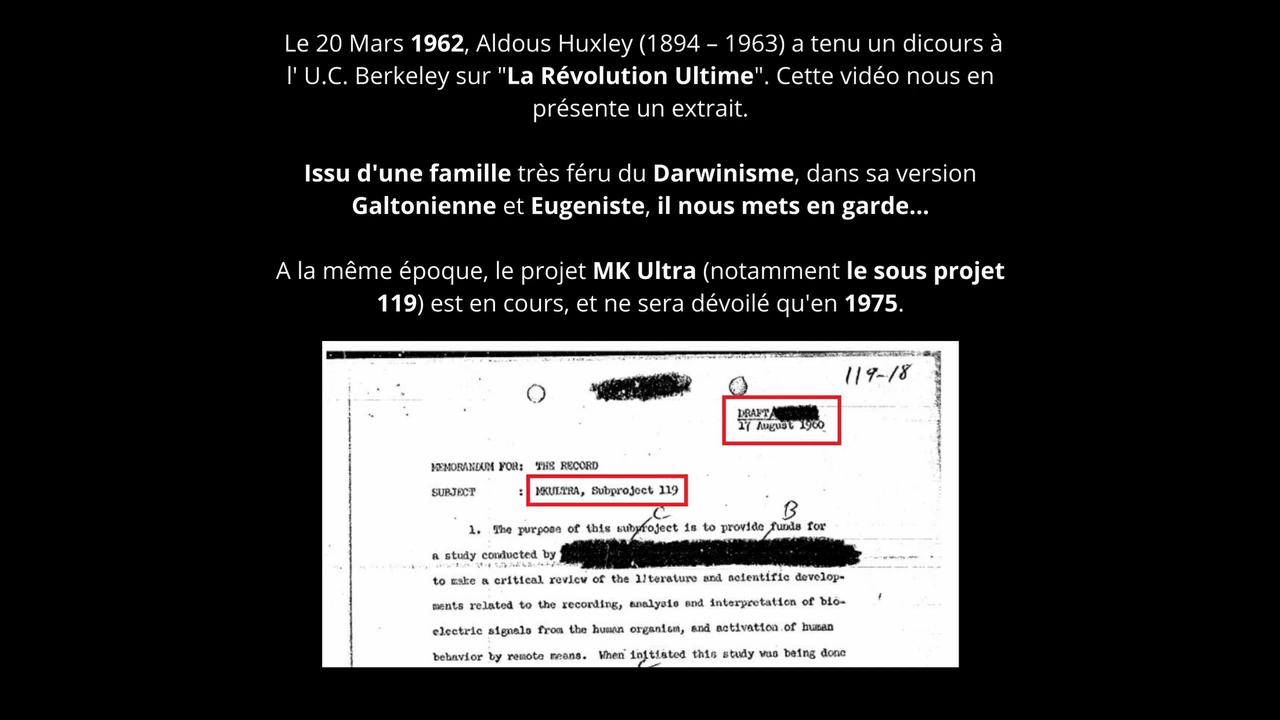 Le 20 Mars 1962, Aldous Huxley (1894 – 1963) a tenu un dicours à
l' U.C. Berkeley sur "La Révolution Ultime". Cette vidéo nous en
présente un extrait.
Issu d'une famille très féru du Darwinisme, dans sa version
Galtonienne et Eugeniste, il nous mets en garde...
A la même époque, le projet MK Ultra (notamment le sous projet
119) est en cours, et ne sera dévoilé qu'en 1975.
119-18
DRAFT
17 August 1960
MEMORANDUM FOR: THE RECORD
SUBJECT : MKULTRA, Subproject 119
C B
1. The purpose of this subproject is to provide funds for
a study conducted by
to make a critical review of the literature and scientific develop-
ments related to the recording, analysis and interpretation of bio-
electric signals from the human organism, and activation of human
behavior by remote means. When initiated this study was being done